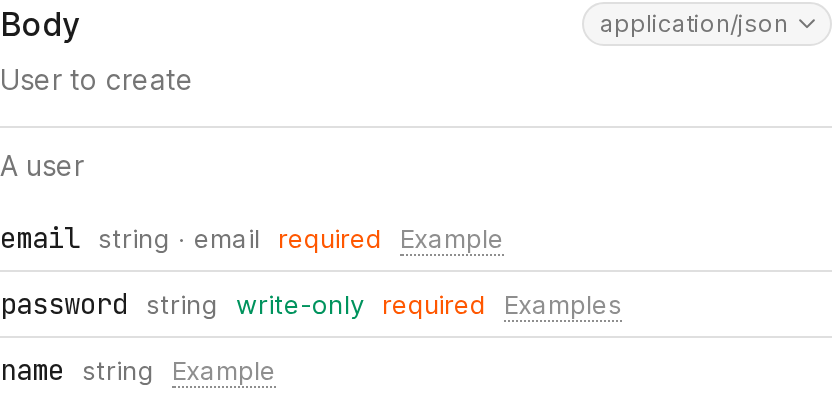 Body application/json
User to create
A user
email string · email required Example
password string write-only required Examples
name string Example